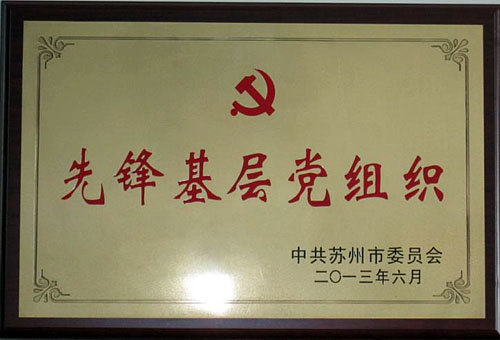 先锋基层党组织
中共苏州市委员会
二〇一三年六月